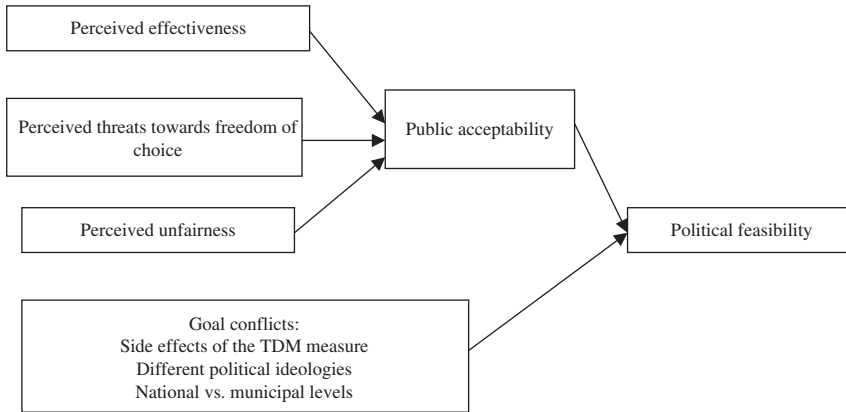 Perceived effectiveness
Perceived threats towards freedom of
choice
Public acceptability
Perceived unfairness
Political feasibility
Goal conflicts:
Side effects of the TDM measure
Different political ideologies
National vs. municipal levels